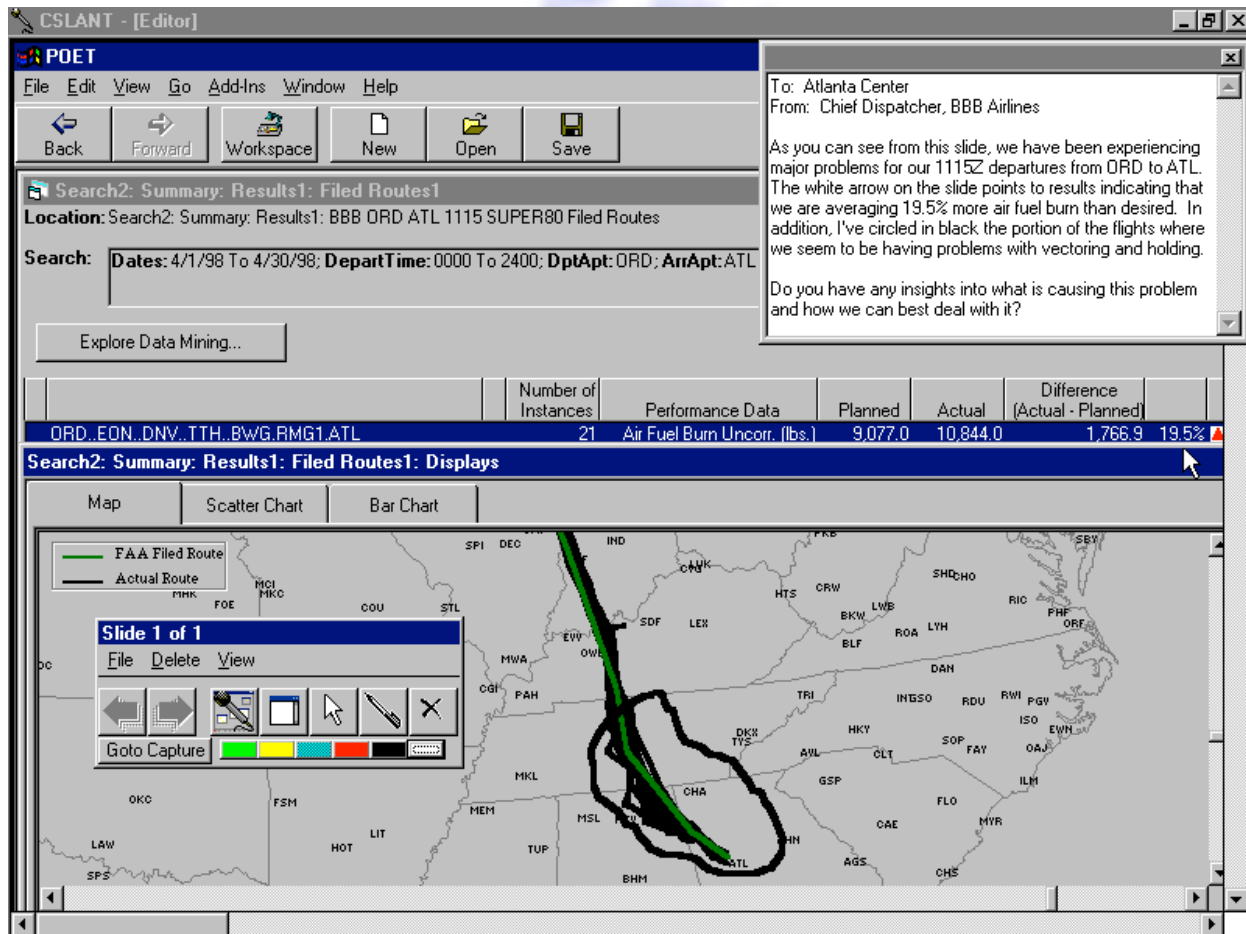 CSLANT - [Editor]
POET
File Edit View Go Add-Ins Window Help
Back Forward Workspace New Open Save
To: Atlanta Center
From: Chief Dispatcher, BBB Airlines
As you can see from this slide, we have been experiencing
major problems for our 1115Z departures from ORD to ATL.
The white arrow on the slide points to results indicating that
we are averaging 19.5% more air fuel burn than desired. In
addition, I've circled in black the portion of the flights where
we seem to be having problems with vectoring and holding.
Do you have any insights into what is causing this problem
and how we can best deal with it?
Search2: Summary: Results1: Filed Routes1
Location: Search2: Summary: Results1: BBB ORD ATL 1115 SUPER80 Filed Routes
Search: Dates: 4/1/98 To 4/30/98; DepartTime: 0000 To 2400; DptApt: ORD; ArrApt: ATL
Explore Data Mining...
Number of Instances Performance Data Planned Actual Difference (Actual - Planned)
ORD..EON..DNV..TTH..BWG.RMG1.ATL 21 Air Fuel Burn Uncorr. (lbs.) 9,077.0 10,844.0 1,766.9 19.5%
Search2: Summary: Results1: Filed Routes1: Displays
Map Scatter Chart Bar Chart
FAA Filed Route
Actual Route
Slide 1 of 1
File Delete View
Goto Capture
SPI DEC IND SBY
MHK MCI
MKC
FOE COU STL
HTS CRW SHD CHO
SDF LEX BKW LWB RIC PHF
EVV ROA LYH ORF
BLF
MWA DAN
CGI PAH TRI RDU RWI PGV
ISO
DKX HKY EWN
TYS AVL CLT SOP FAY OAJ
MKL GSP ILM
OKC FSM CHA FLO
MEM MSL CAE MYR
LAW HOT LIT TUP
SPS ATL AGS CHS
BHM